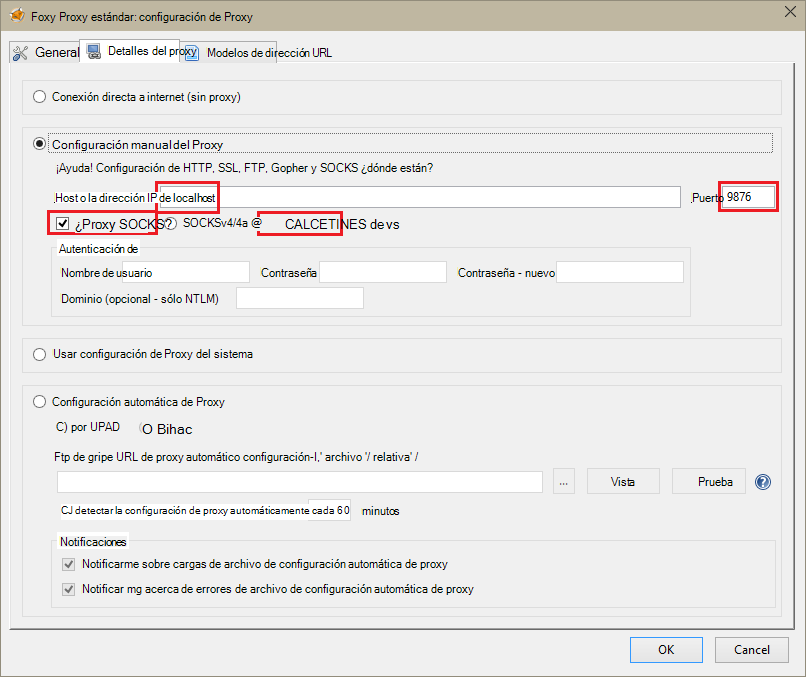 Foxy Proxy estándar: configuración de Proxy
General Detalles del proxy Modelos de dirección URL
Conexión directa a internet (sin proxy)
Configuración manual del Proxy
¡Ayuda! Configuración de HTTP, SSL, FTP, Gopher y SOCKS ¿dónde están?
Host o la dirección IP de localhost Puerto 9876
¿Proxy SOCKS? SOCKSv4/4a @ CALCETINES de vs
Autenticación de
Nombre de usuario Contraseña Contraseña - nuevo
Dominio (opcional - sólo NTLM)
Usar configuración de Proxy del sistema
Configuración automática de Proxy
C) por UPAD (O Bihac
Ftp de gripe URL de proxy automático configuración-l,' archivo '/ relativa' /
... Vista Prueba ?
CJ detectar la configuración de proxy automáticamente cada 60 minutos
Notificaciones
Notificarme sobre cargas de archivo de configuración automática de proxy
Notificar mg acerca de errores de archivo de configuración automática de proxy
OK Cancel